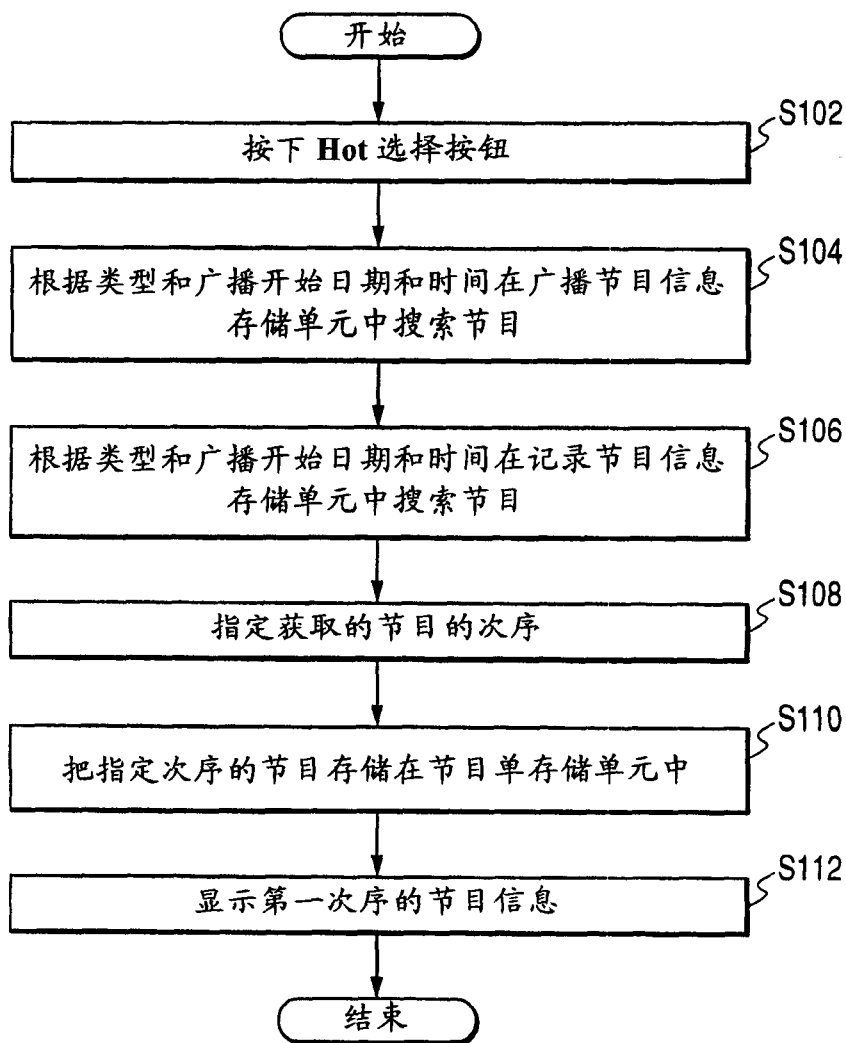 开始
S102
按下 Hot 选择按钮
S104
根据类型和广播开始日期和时间在广播节目信息
存储单元中搜索节目
S106
根据类型和广播开始日期和时间在记录节目信息
存储单元中搜索节目
S108
指定获取的节目的次序
S110
把指定次序的节目存储在节目单存储单元中
S112
显示第一次序的节目信息
结束